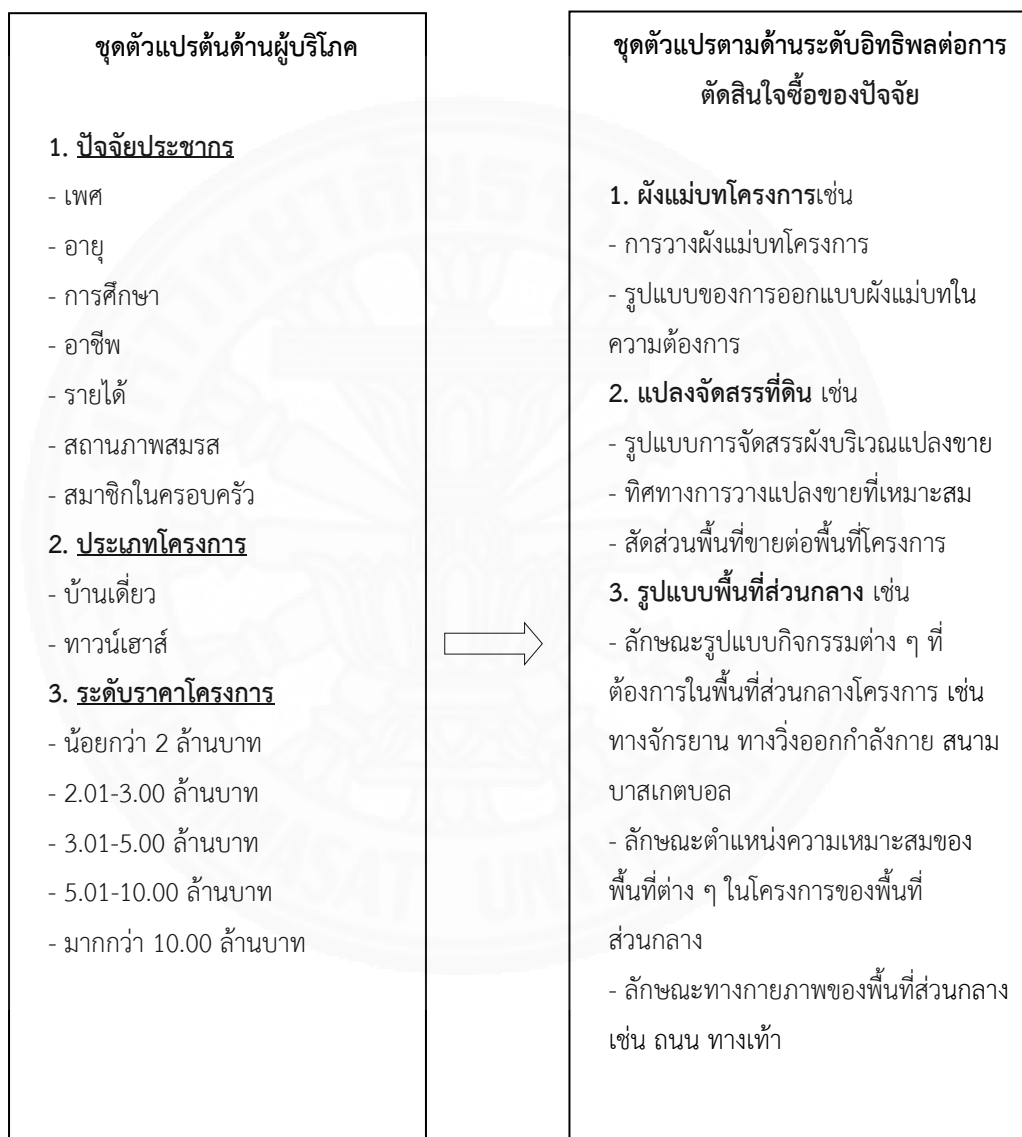 ชุดตัวแปรต้นด้านผู้บริโภค
1. ปัจจัยประชากร
- เพศ
- อายุ
- การศึกษา
- อาชีพ
- รายได้
- สถานภาพสมรส
- สมาชิกในครอบครัว
2. ประเภทโครงการ
- บ้านเดี่ยว
- ทาวน์เฮาส์
3. ระดับราคาโครงการ
- น้อยกว่า 2 ล้านบาท
- 2.01-3.00 ล้านบาท
- 3.01-5.00 ล้านบาท
- 5.01-10.00 ล้านบาท
- มากกว่า 10.00 ล้านบาท
ชุดตัวแปรตามด้านระดับอิทธิพลต่อการ
ตัดสินใจซื้อของปัจจัย
1. ผังแม่บทโครงการเช่น
- การวางผังแม่บทโครงการ
- รูปแบบของการออกแบบผังแม่บทใน
ความต้องการ
2. แปลงจัดสรรที่ดิน เช่น
- รูปแบบการจัดสรรผังบริเวณแปลงขาย
- ทิศทางการวางแปลงขายที่เหมาะสม
- สัดส่วนพื้นที่ขายต่อพื้นที่โครงการ
3. รูปแบบพื้นที่ส่วนกลาง เช่น
- ลักษณะรูปแบบกิจกรรมต่าง ๆ ที่
ต้องการในพื้นที่ส่วนกลางโครงการ เช่น
ทางจักรยาน ทางวิ่งออกกำลังกาย สนาม
บาสเกตบอล
- ลักษณะตำแหน่งความเหมาะสมของ
พื้นที่ต่าง ๆ ในโครงการของพื้นที่
ส่วนกลาง
- ลักษณะทางกายภาพของพื้นที่ส่วนกลาง
เช่น ถนน ทางเท้า